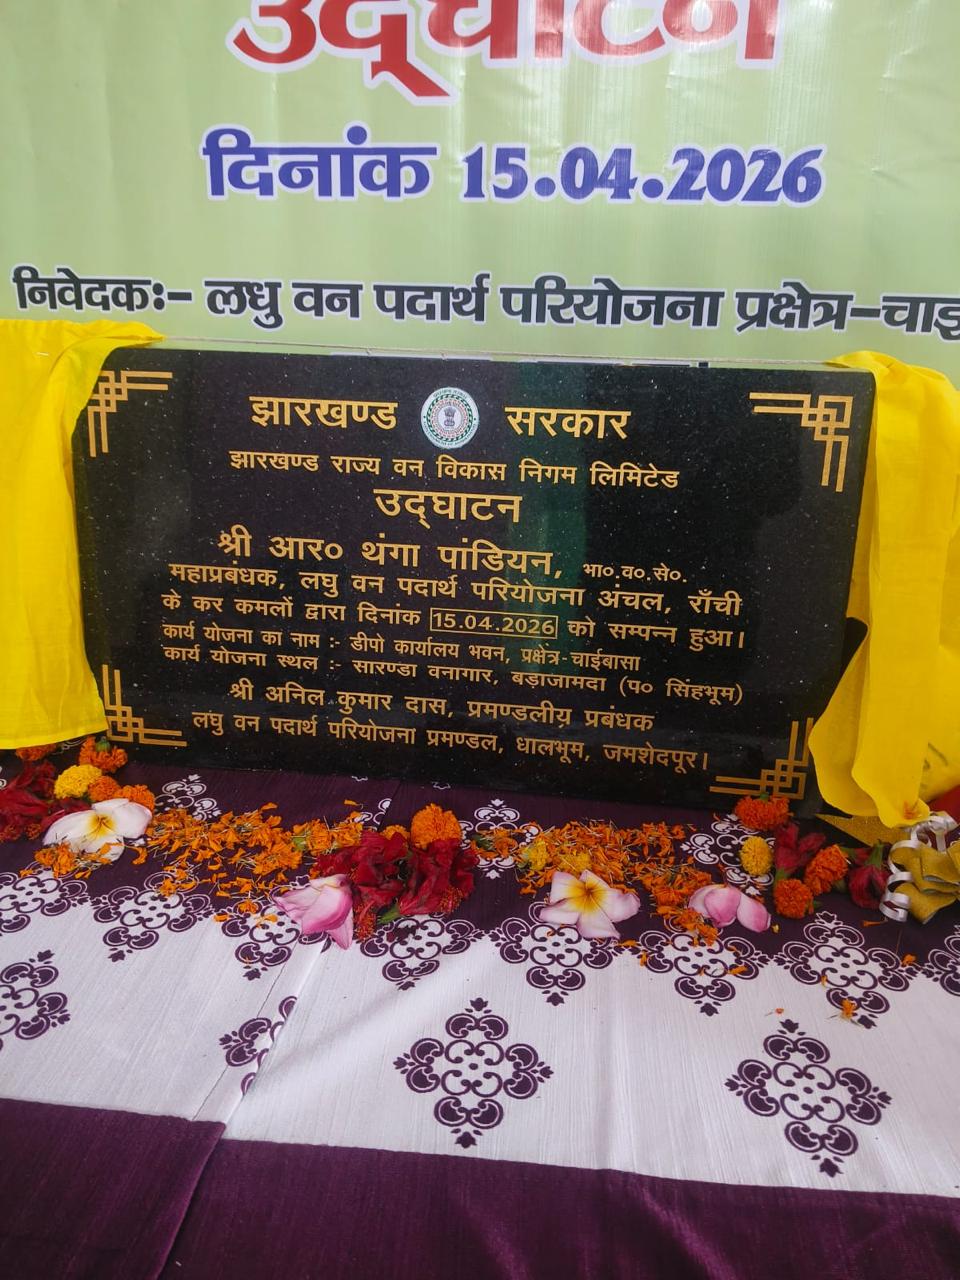 उद्घाटन
दिनांक 15.04.2026
निवेदकः- लधु वन पदार्थ परियोजना प्रक्षेत्र-चाइ
झारखण्ड सरकार
झारखण्ड राज्य वन विकास निगम लिमिटेड
उद्घाटन
श्री आर० थंगा पांडियन, भा०.व०.से०.
महाप्रबंधक, लघु वन पदार्थ परियोजना अंचल, राँची
के कर कमलों द्वारा दिनांक 15.04.2026 को सम्पन्न हुआ।
कार्य योजना का नाम :- डीपो कार्यालय भवन, प्रक्षेत्र-चाईबासा
कार्य योजना स्थल :- सारण्डा वनागार, बड़ाजामदा (प० सिंहभूम)
श्री अनिल कुमार दास, प्रमण्डलीय प्रबंधक
लघु वन पदार्थ परियोजना प्रमण्डल, धालभूम, जमशेदपुर।